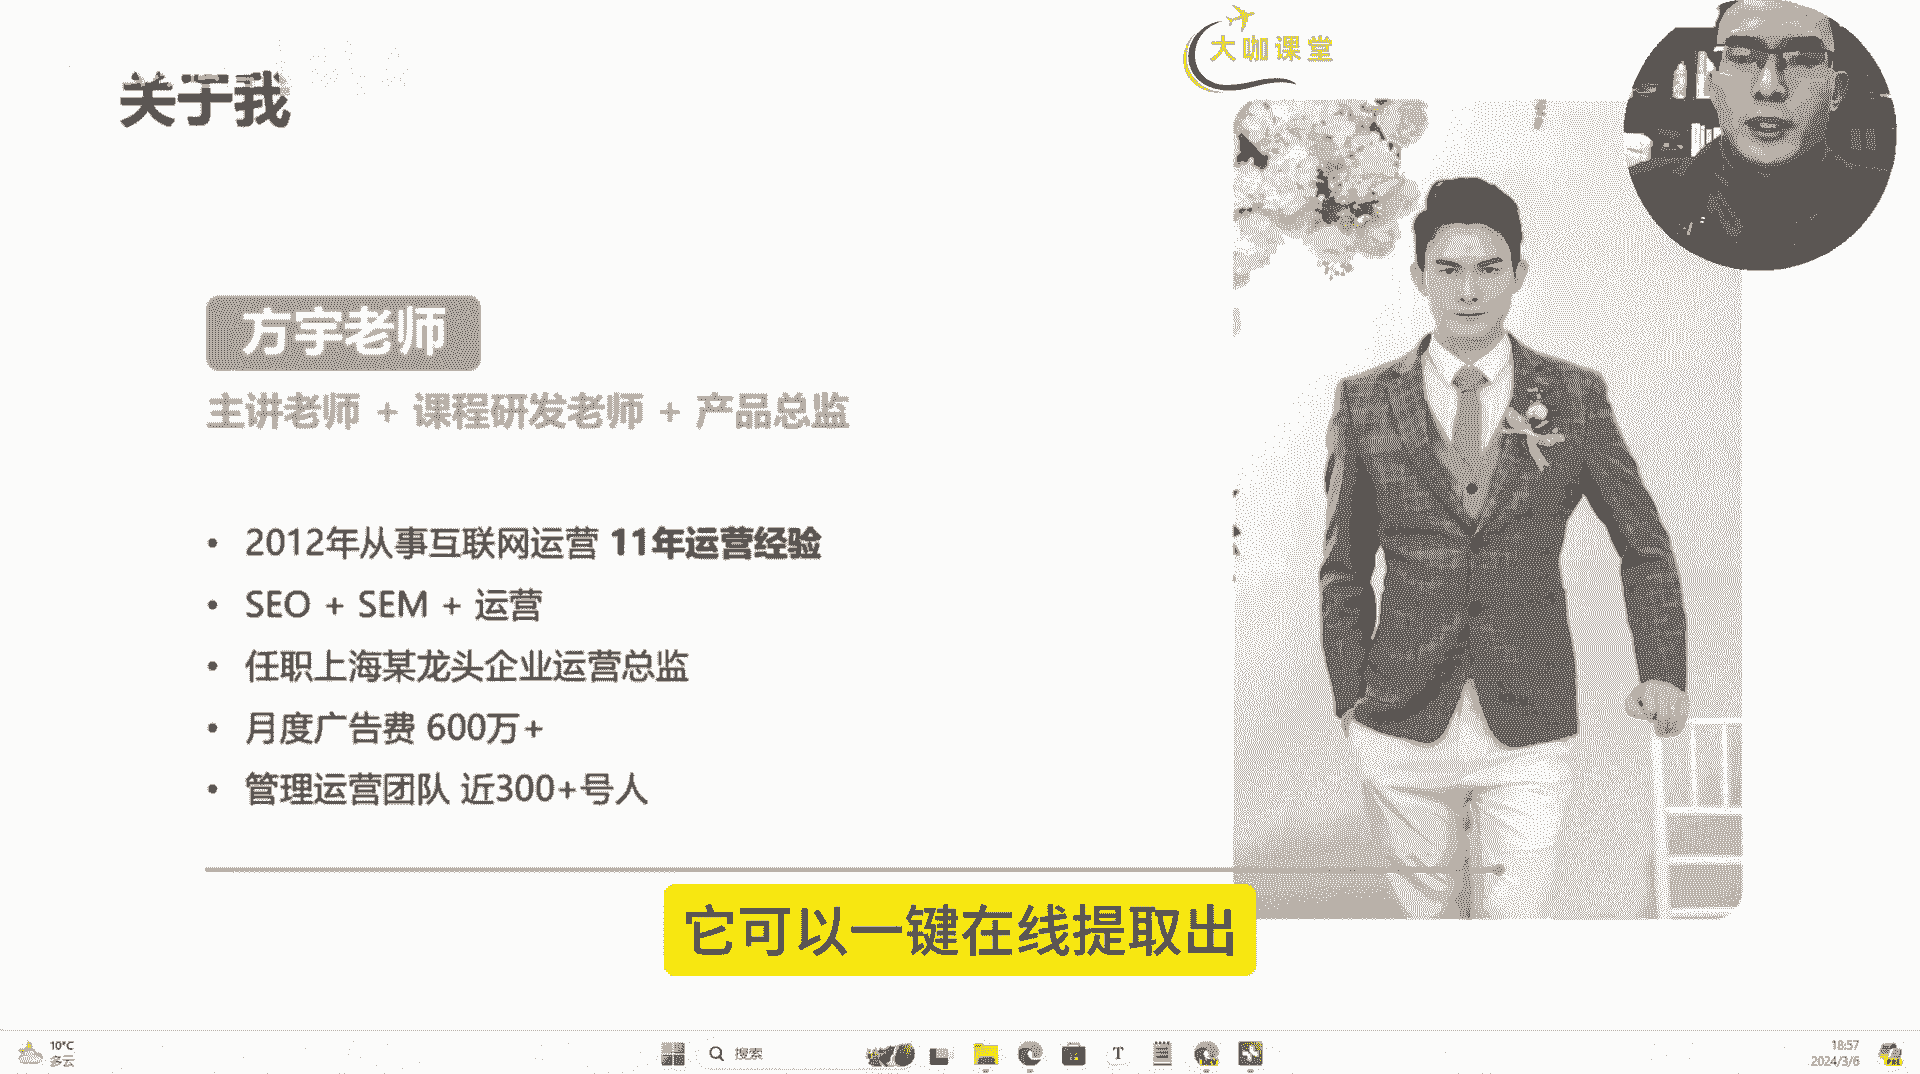 大咖课堂
关于我
方宇老师
主讲老师 + 课程研发老师 + 产品总监
• 2012年从事互联网运营 11年运营经验
• SEO + SEM + 运营
• 任职上海某龙头企业运营总监
• 月度广告费 600万+
• 管理运营团队 近300+号人
它可以一键在线提取出
10°C
多云
搜索
T
18:57
2024/3/6